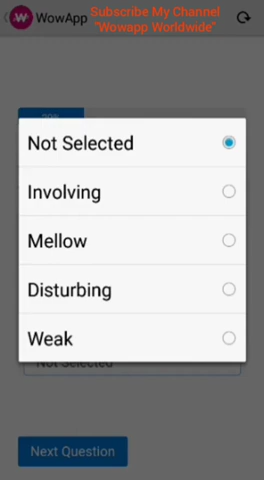 WowApp
Subscribe My Channel
"Wowapp Worldwide"
Not Selected
Involving
Mellow
Disturbing
Weak
Not Selected
Next Question